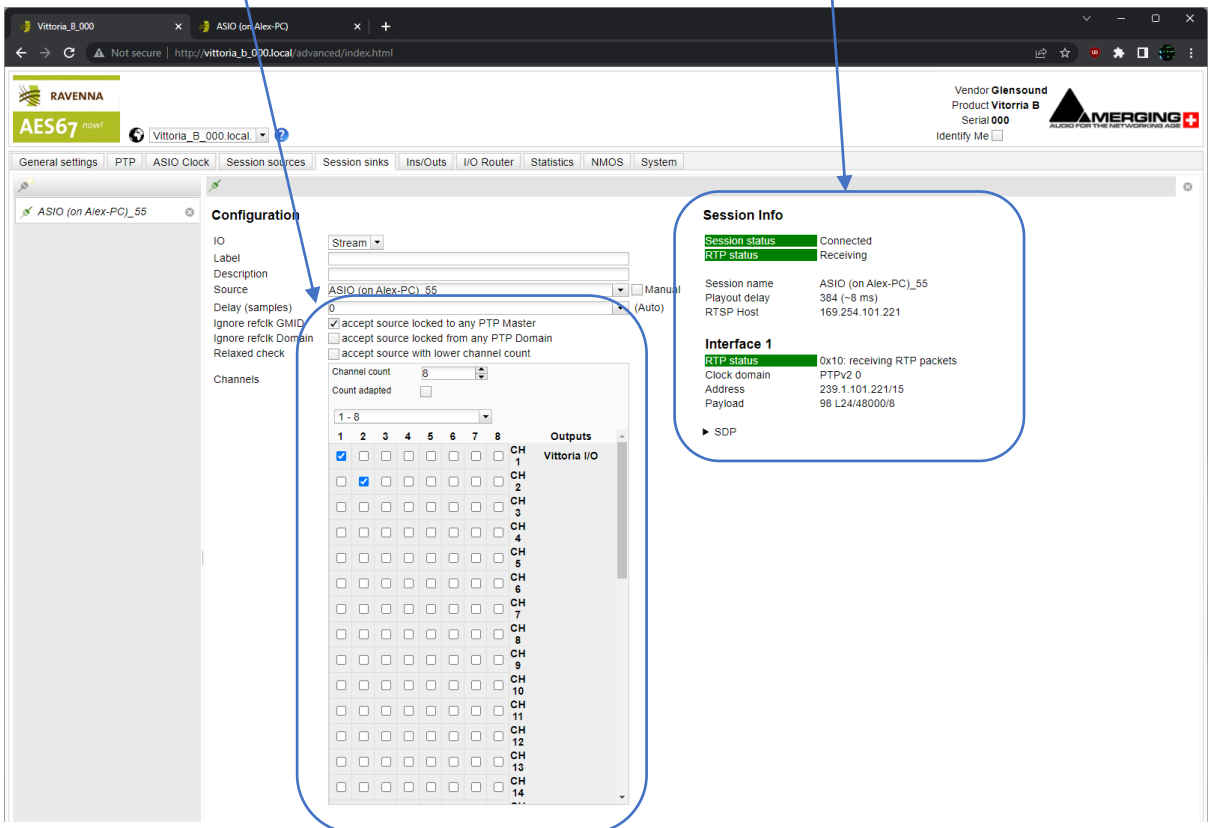 Vittoria_B_000
ASIO (on Alex-PC)
Not secure | http://vittoria_b_000.local/advanced/index.html
RAVENNA
AES67 now!
Vittoria_B_000.local.
Vendor Glensound
Product Vitorria B
Serial 000
Identify Me
MERGING
AUDIO FOR THE NETWORKING AGE
General settings PTP ASIO Clock Session sources Session sinks Ins/Outs I/O Router Statistics NMOS System
ASIO (on Alex-PC)_55
Configuration
IO Stream
Label
Description
Source ASIO (on Alex-PC)_55 Manual
Delay (samples) 0 (Auto)
Ignore refclk GMID accept source locked to any PTP Master
Ignore refclk Domain accept source locked from any PTP Domain
Relaxed check accept source with lower channel count
Channels
Channel count 8
Count adapted
1 - 8
1 2 3 4 5 6 7 8 Outputs
CH 1 Vittoria I/O
CH 2
CH 3
CH 4
CH 5
CH 6
CH 7
CH 8
CH 9
CH 10
CH 11
CH 12
CH 13
CH 14
Session Info
Session status Connected
RTP status Receiving
Session name ASIO (on Alex-PC)_55
Playout delay 384 (~8 ms)
RTSP Host 169.254.101.221
Interface 1
RTP status 0x10: receiving RTP packets
Clock domain PTPv2 0
Address 239.1.101.221/15
Payload 98 L24/48000/8
SDP